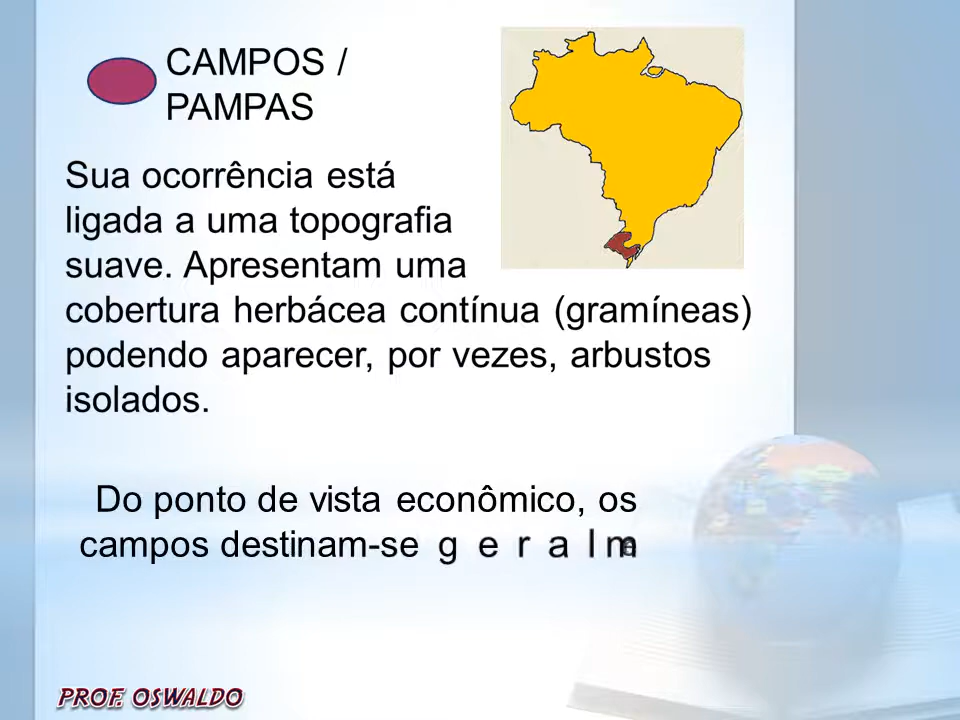 CAMPOS /
PAMPAS
Sua ocorrência está
ligada a uma topografia
suave. Apresentam uma
cobertura herbácea contínua (gramíneas)
podendo aparecer, por vezes, arbustos
isolados.
Do ponto de vista econômico, os
campos destinam-se
PROF. OSWALDO